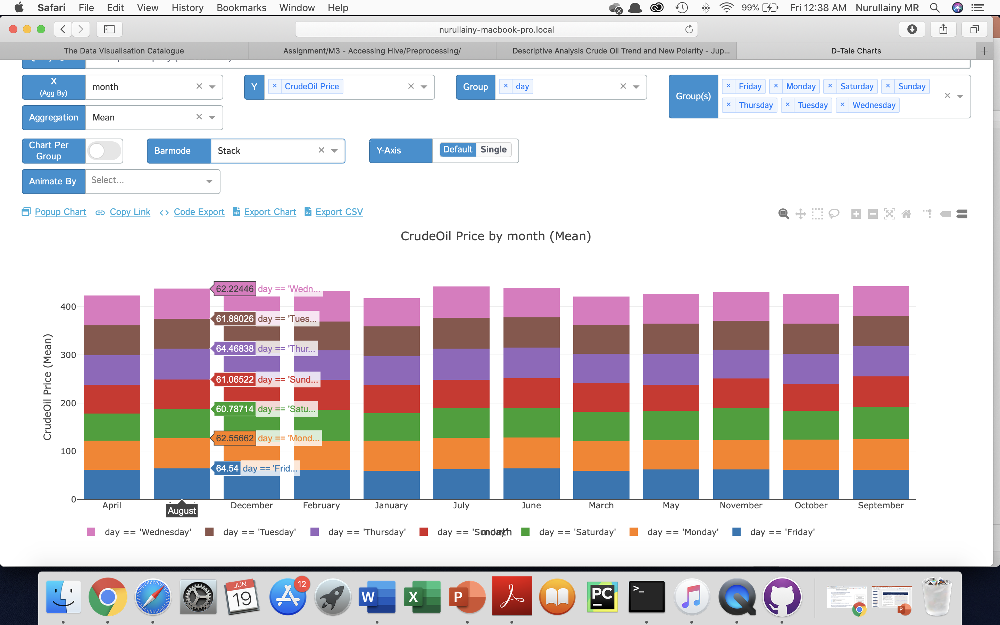 Safari File Edit View History Bookmarks Window Help 99% Fri 12:38 AM Nurullainy MR
nurullainy-macbook-pro.local
The Data Visualisation Catalogue Assignment/M3 - Accessing Hive/Preprocessing/ Descriptive Analysis Crude Oil Trend and New Polarity - Jup... D-Tale Charts
X (Agg By) month Y × CrudeOil Price Group × day Group(s) × Friday × Monday × Saturday × Sunday
× Thursday × Tuesday × Wednesday
Aggregation Mean
Chart Per Group Barmode Stack Y-Axis Default Single
Animate By Select...
Popup Chart Copy Link Code Export Export Chart Export CSV
CrudeOil Price by month (Mean)
CrudeOil Price (Mean)
62.22446 day == 'Wedn...
400
61.88026 day == 'Tues...
64.46838 day == 'Thur...
300
61.06522 day == 'Sund...
200
60.78714 day == 'Satu...
62.55662 day == 'Mond...
100
64.54 day == 'Frid...
0
April August December February January July June March May November October September
day == 'Wednesday' day == 'Tuesday' day == 'Thursday' day == 'Sunday' month day == 'Saturday' day == 'Monday' day == 'Friday'
JUN
19
12
W X P PC >_